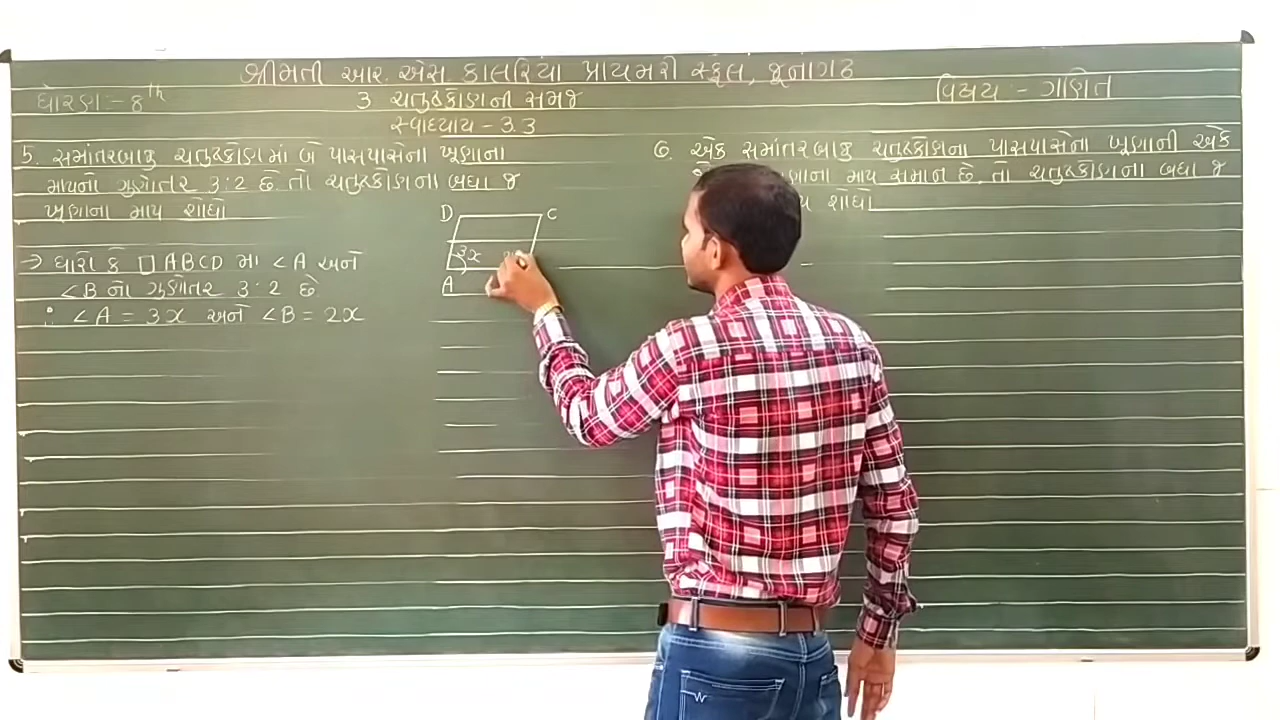 શ્રીમતી આર. એસ. કાલરિયા પ્રાયમરી સ્કૂલ, જૂનાગઢ
ધોરણ:- 8th
3 ચતુષ્કોણની સમજ
વિષય :- ગણિત
સ્વાધ્યાય - 3.3
5. સમાંતરબાજુ ચતુષ્કોણમાં બે પાસપાસેના ખૂણાના
માપનો ગુણોતર 3:2 છે. તો ચતુષ્કોણના બધા જ
ખૂણાના માપ શોધો
D C
3x
A
→ ધારો કે □ABCD માં ∠A અને
∠B નો ગુણોતર 3:2 છે
∴ ∠A = 3x અને ∠B = 2x
6. એક સમાંતરબાજુ ચતુષ્કોણના પાસપાસેના ખૂણાની એક
ખૂણાના માપ સમાન છે. તો ચતુષ્કોણના બધા જ
શોધો